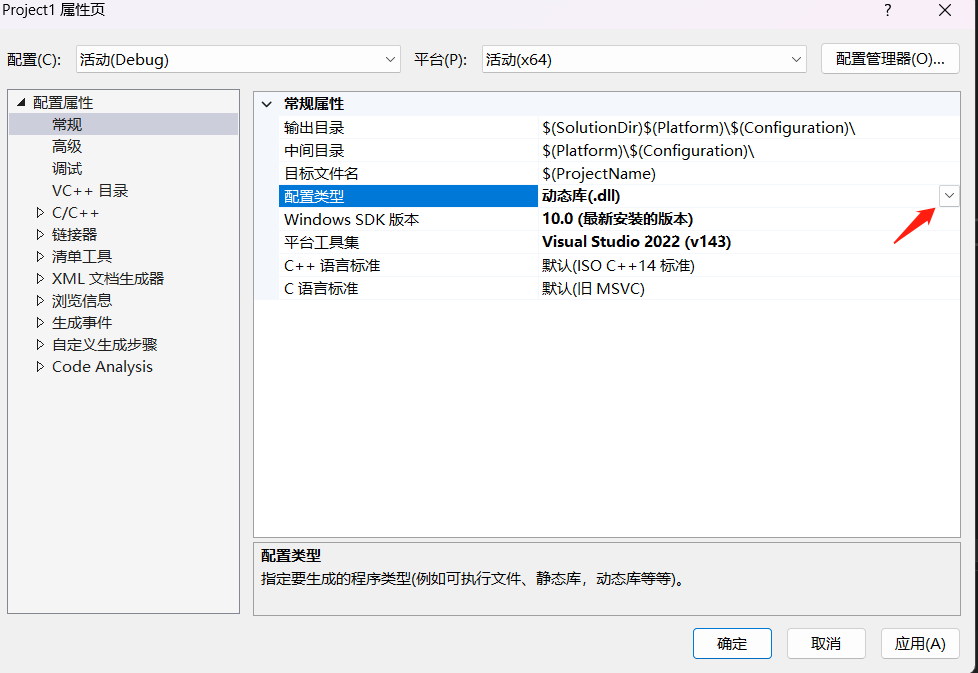 Project1 属性页
?
配置(C):
活动(Debug)
平台(P):
活动(x64)
配置管理器(O)...
配置属性
常规
高级
调试
VC++ 目录
C/C++
链接器
清单工具
XML 文档生成器
浏览信息
生成事件
自定义生成步骤
Code Analysis
常规属性
输出目录 $(SolutionDir)$(Platform)\$(Configuration)\
中间目录 $(Platform)\$(Configuration)\
目标文件名 $(ProjectName)
配置类型 动态库(.dll)
Windows SDK 版本 10.0 (最新安装的版本)
平台工具集 Visual Studio 2022 (v143)
C++ 语言标准 默认(ISO C++14 标准)
C 语言标准 默认(旧 MSVC)
配置类型
指定要生成的程序类型(例如可执行文件、静态库，动态库等等)。
确定
取消
应用(A)